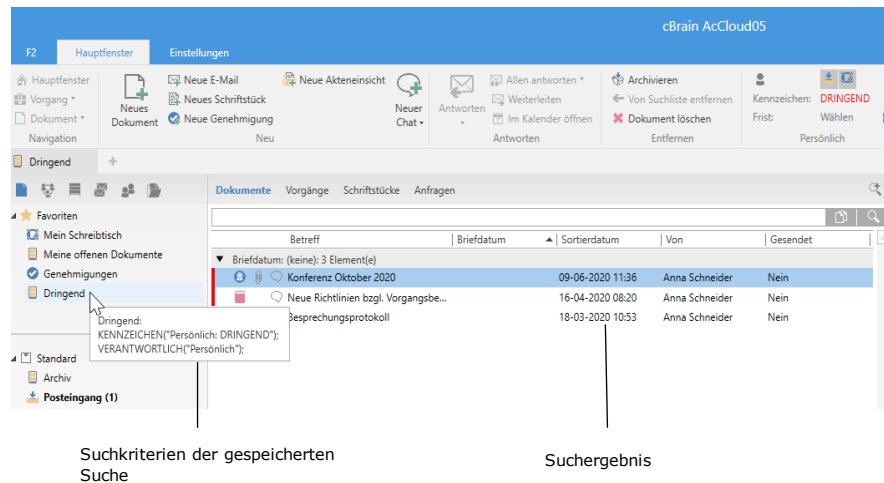 cBrain AcCloud05
F2 Hauptfenster Einstellungen
Hauptfenster
Vorgang
Dokument
Navigation
Neues
Dokument
Neue E-Mail
Neues Schriftstück
Neue Genehmigung
Neue Akteneinsicht
Neuer
Chat
Neu
Antworten
Allen antworten
Weiterleiten
Im Kalender öffnen
Antworten
Archivieren
Von Suchliste entfernen
Dokument löschen
Entfernen
Kennzeichen: DRINGEND
Frist: Wählen
Persönlich
Dringend +
Favoriten
Mein Schreibtisch
Meine offenen Dokumente
Genehmigungen
Dringend
Dringend:
KENNZEICHEN("Persönlich: DRINGEND");
VERANTWORTLICH("Persönlich");
Standard
Archiv
Posteingang (1)
Dokumente Vorgänge Schriftstücke Anfragen
Betreff Briefdatum Sortierdatum Von Gesendet
Briefdatum: (keine): 3 Element(e)
Konferenz Oktober 2020 09-06-2020 11:36 Anna Schneider Nein
Neue Richtlinien bzgl. Vorgangsbe... 16-04-2020 08:20 Anna Schneider Nein
Besprechungsprotokoll 18-03-2020 10:53 Anna Schneider Nein
Suchkriterien der gespeicherten
Suche
Suchergebnis